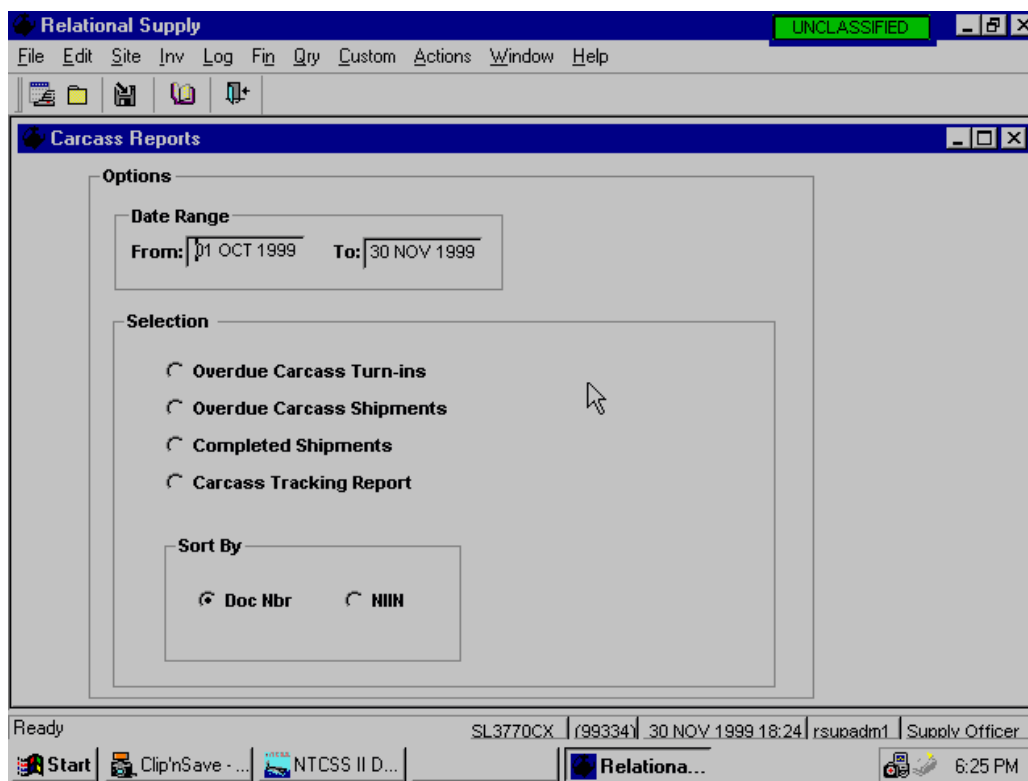 Relational Supply UNCLASSIFIED
File Edit Site Inv Log Fin Qry Custom Actions Window Help
Carcass Reports
Options
Date Range
From: 01 OCT 1999 To: 30 NOV 1999
Selection
Overdue Carcass Turn-ins
Overdue Carcass Shipments
Completed Shipments
Carcass Tracking Report
Sort By
Doc Nbr NIIN
Ready SL3770CX (99334) 30 NOV 1999 18:24 rsupadm1 Supply Officer
Start Clip'nSave - ... NTCSS II D... Relationa... 6:25 PM